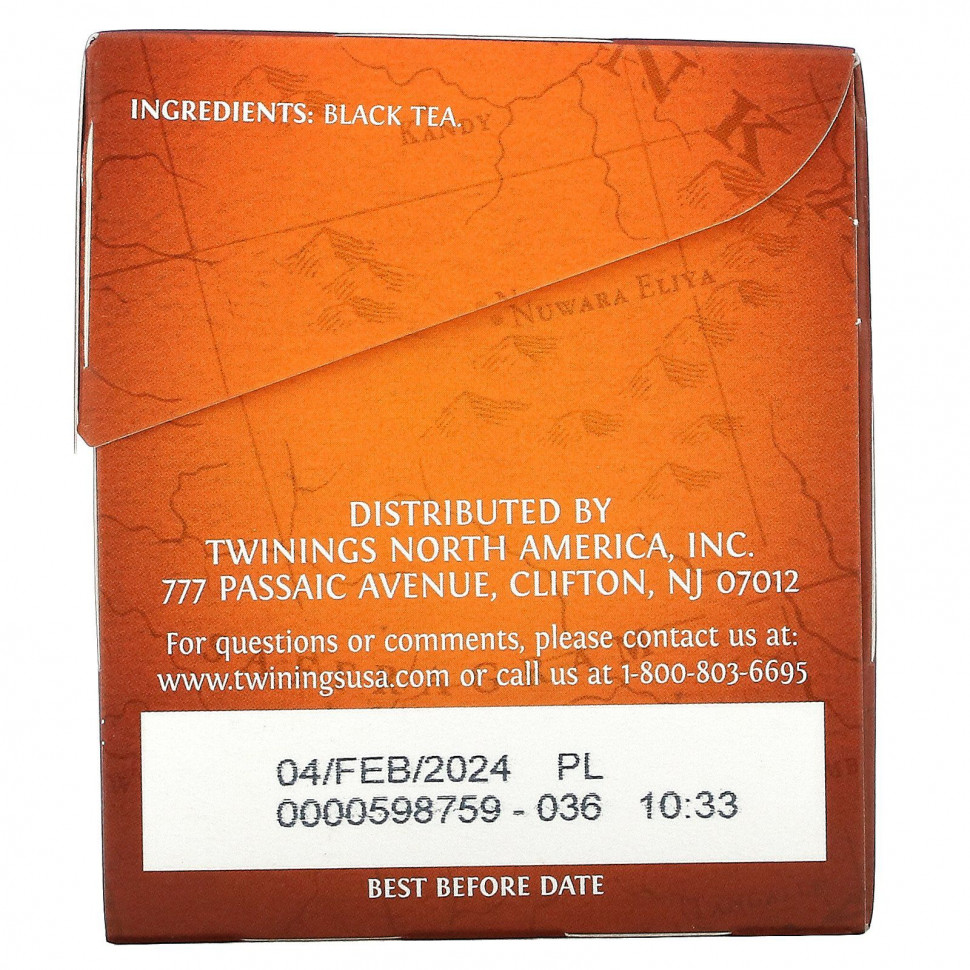 INGREDIENTS: BLACK TEA.
KANDY
NUWARA ELIYA
DISTRIBUTED BY
TWININGS NORTH AMERICA, INC.
777 PASSAIC AVENUE, CLIFTON, NJ 07012
For questions or comments, please contact us at:
www.twiningsusa.com or call us at 1-800-803-6695
04/FEB/2024 PL
0000598759 - 036 10:33
BEST BEFORE DATE